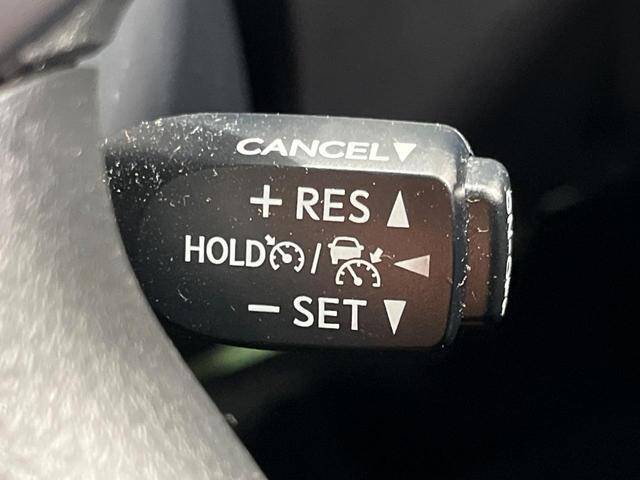 CANCEL▼
+ RES ▲
HOLD / ◀
− SET ▼